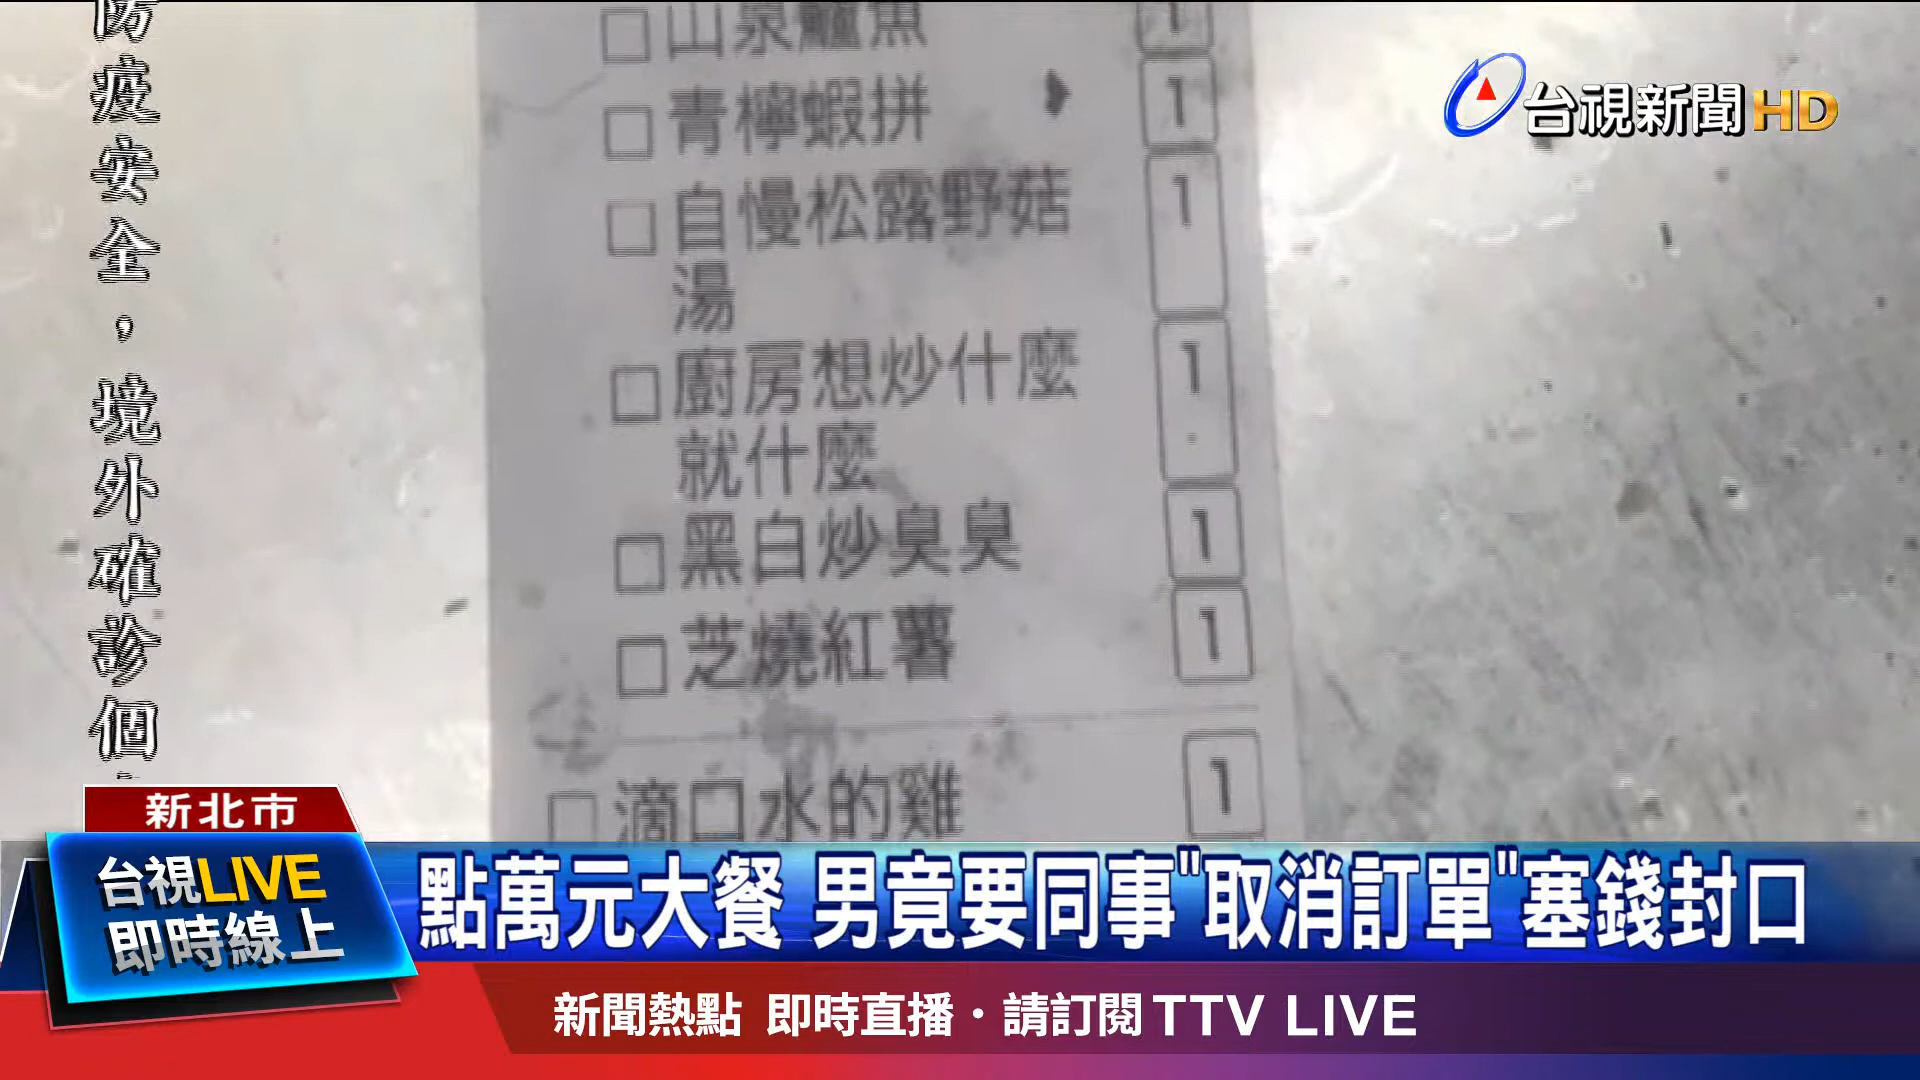 防疫安全，境外確診個
台視新聞HD
山泉鱸魚 1
青檸蝦拼 1
自慢松露野菇 1
湯
廚房想炒什麼 1
就什麼
黑白炒臭臭 1
芝燒紅薯 1
滴口水的雞 1
新北市
台視LIVE
即時線上
點萬元大餐 男竟要同事"取消訂單"塞錢封口
新聞熱點 即時直播·請訂閱TTV LIVE